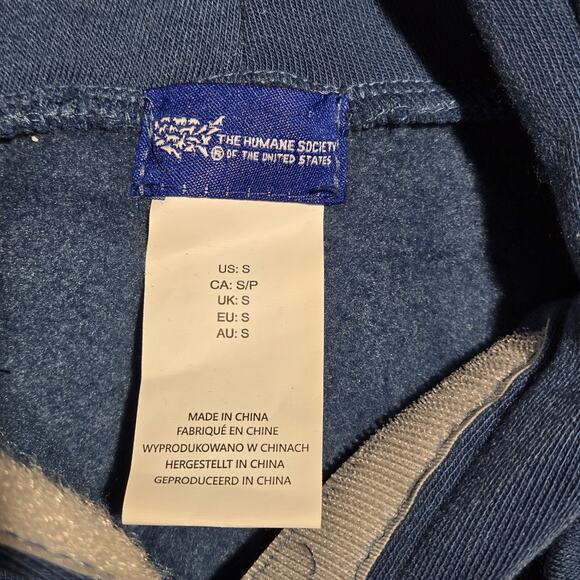 THE HUMANE SOCIETY
® OF THE UNITED STATES
US: S
CA: S/P
UK: S
EU: S
AU: S
MADE IN CHINA
FABRIQUÉ EN CHINE
WYPRODUKOWANO W CHINACH
HERGESTELLT IN CHINA
GEPRODUCEERD IN CHINA